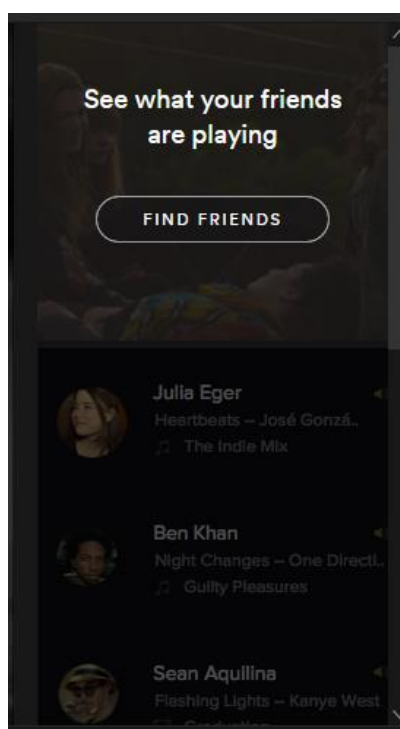 See what your friends
are playing
FIND FRIENDS
Julia Eger
Heartbeats – José Gonzá..
The Indie Mix
Ben Khan
Night Changes – One Directi..
Guilty Pleasures
Sean Aquilina
Flashing Lights – Kanye West
Graduation